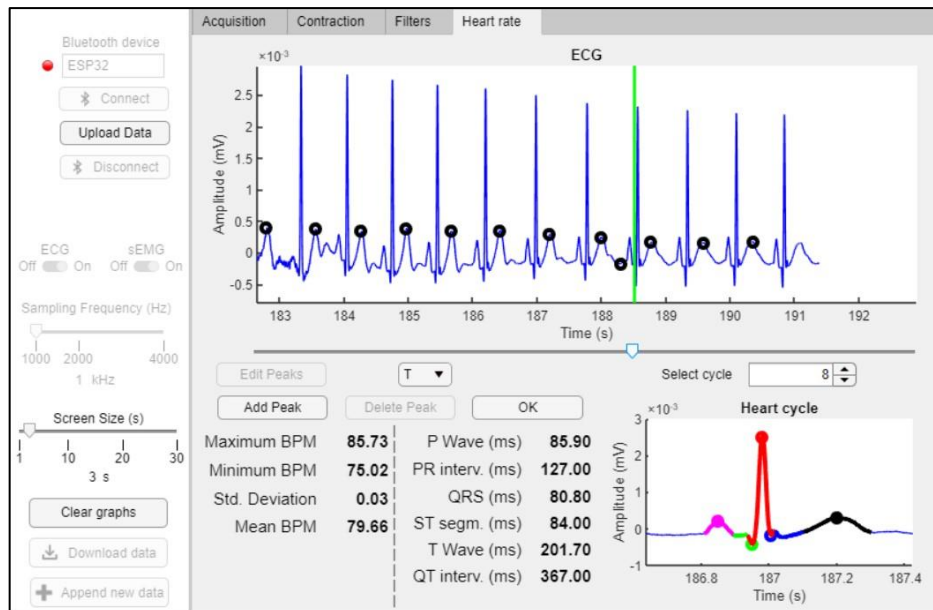 Acquisition Contraction Filters Heart rate
Bluetooth device
ESP32
Connect
Upload Data
Disconnect
ECG sEMG
Off On Off On
Sampling Frequency (Hz)
1000 2000 4000
1 kHz
Screen Size (s)
1 10 20 30
3 s
Clear graphs
Download data
Append new data
×10⁻³
ECG
2.5
2
1.5
1
0.5
0
-0.5
Amplitude (mV)
183 184 185 186 187 188 189 190 191 192
Time (s)
Edit Peaks T Select cycle 8
Add Peak Delete Peak OK
Maximum BPM 85.73
Minimum BPM 75.02
Std. Deviation 0.03
Mean BPM 79.66
P Wave (ms) 85.90
PR interv. (ms) 127.00
QRS (ms) 80.80
ST segm. (ms) 84.00
T Wave (ms) 201.70
QT interv. (ms) 367.00
×10⁻³ Heart cycle
3
2
1
0
-1
Amplitude (mV)
186.8 187 187.2 187.4
Time (s)